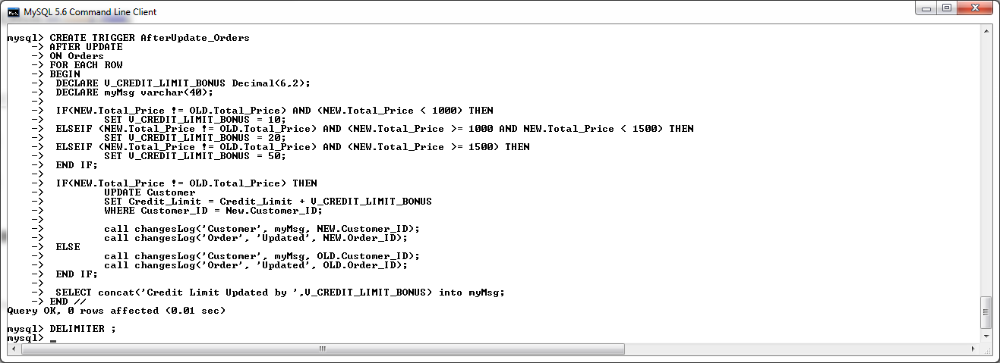 MySQL 5.6 Command Line Client
mysql> CREATE TRIGGER AfterUpdate_Orders
    -> AFTER UPDATE
    -> ON Orders
    -> FOR EACH ROW
    -> BEGIN
    ->  DECLARE V_CREDIT_LIMIT_BONUS Decimal(6,2);
    ->  DECLARE myMsg varchar(40);
    ->
    ->  IF(NEW.Total_Price != OLD.Total_Price) AND (NEW.Total_Price < 1000) THEN
    ->          SET V_CREDIT_LIMIT_BONUS = 10;
    ->  ELSEIF (NEW.Total_Price != OLD.Total_Price) AND (NEW.Total_Price >= 1000 AND NEW.Total_Price < 1500) THEN
    ->          SET V_CREDIT_LIMIT_BONUS = 20;
    ->  ELSEIF (NEW.Total_Price != OLD.Total_Price) AND (NEW.Total_Price >= 1500) THEN
    ->          SET V_CREDIT_LIMIT_BONUS = 50;
    ->  END IF;
    ->
    ->  IF(NEW.Total_Price != OLD.Total_Price) THEN
    ->          UPDATE Customer
    ->          SET Credit_Limit = Credit_Limit + V_CREDIT_LIMIT_BONUS
    ->          WHERE Customer_ID = New.Customer_ID;
    ->
    ->          call changesLog('Customer', myMsg, NEW.Customer_ID);
    ->          call changesLog('Order', 'Updated', NEW.Order_ID);
    ->  ELSE
    ->          call changesLog('Customer', myMsg, OLD.Customer_ID);
    ->          call changesLog('Order', 'Updated', OLD.Order_ID);
    ->  END IF;
    ->
    ->  SELECT concat('Credit Limit Updated by ',V_CREDIT_LIMIT_BONUS) into myMsg;
    -> END //
Query OK, 0 rows affected (0.01 sec)
mysql> DELIMITER ;
mysql> _